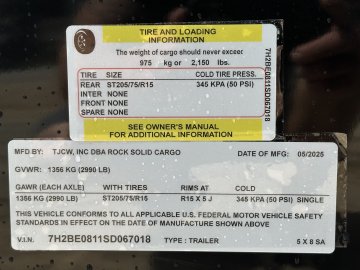 TIRE AND LOADING
INFORMATION
The weight of cargo should never exceed
975 kg or 2,150 lbs.
TIRE SIZE COLD TIRE PRESS.
REAR ST205/75/R15 345 KPA (50 PSI)
INTER NONE
FRONT NONE
SPARE NONE
SEE OWNER'S MANUAL
FOR ADDITIONAL INFORMATION
7H2BE0811SD067018
MFD BY: TJCW, INC DBA ROCK SOLID CARGO DATE OF MFG: 05/2025
GVWR: 1356 KG (2990 LB)
GAWR (EACH AXLE) WITH TIRES RIMS AT COLD
1356 KG (2990 LB) ST205/75/R15 R15 X 5 J 345 KPA (50 PSI) SINGLE
THIS VEHICLE CONFORMS TO ALL APPLICABLE U.S. FEDERAL MOTOR VEHICLE SAFETY
STANDARDS IN EFFECT ON THE DATE OF MANUFACTURE SHOWN ABOVE
V.I.N. 7H2BE0811SD067018 TYPE: TRAILER 5 X 8 SA